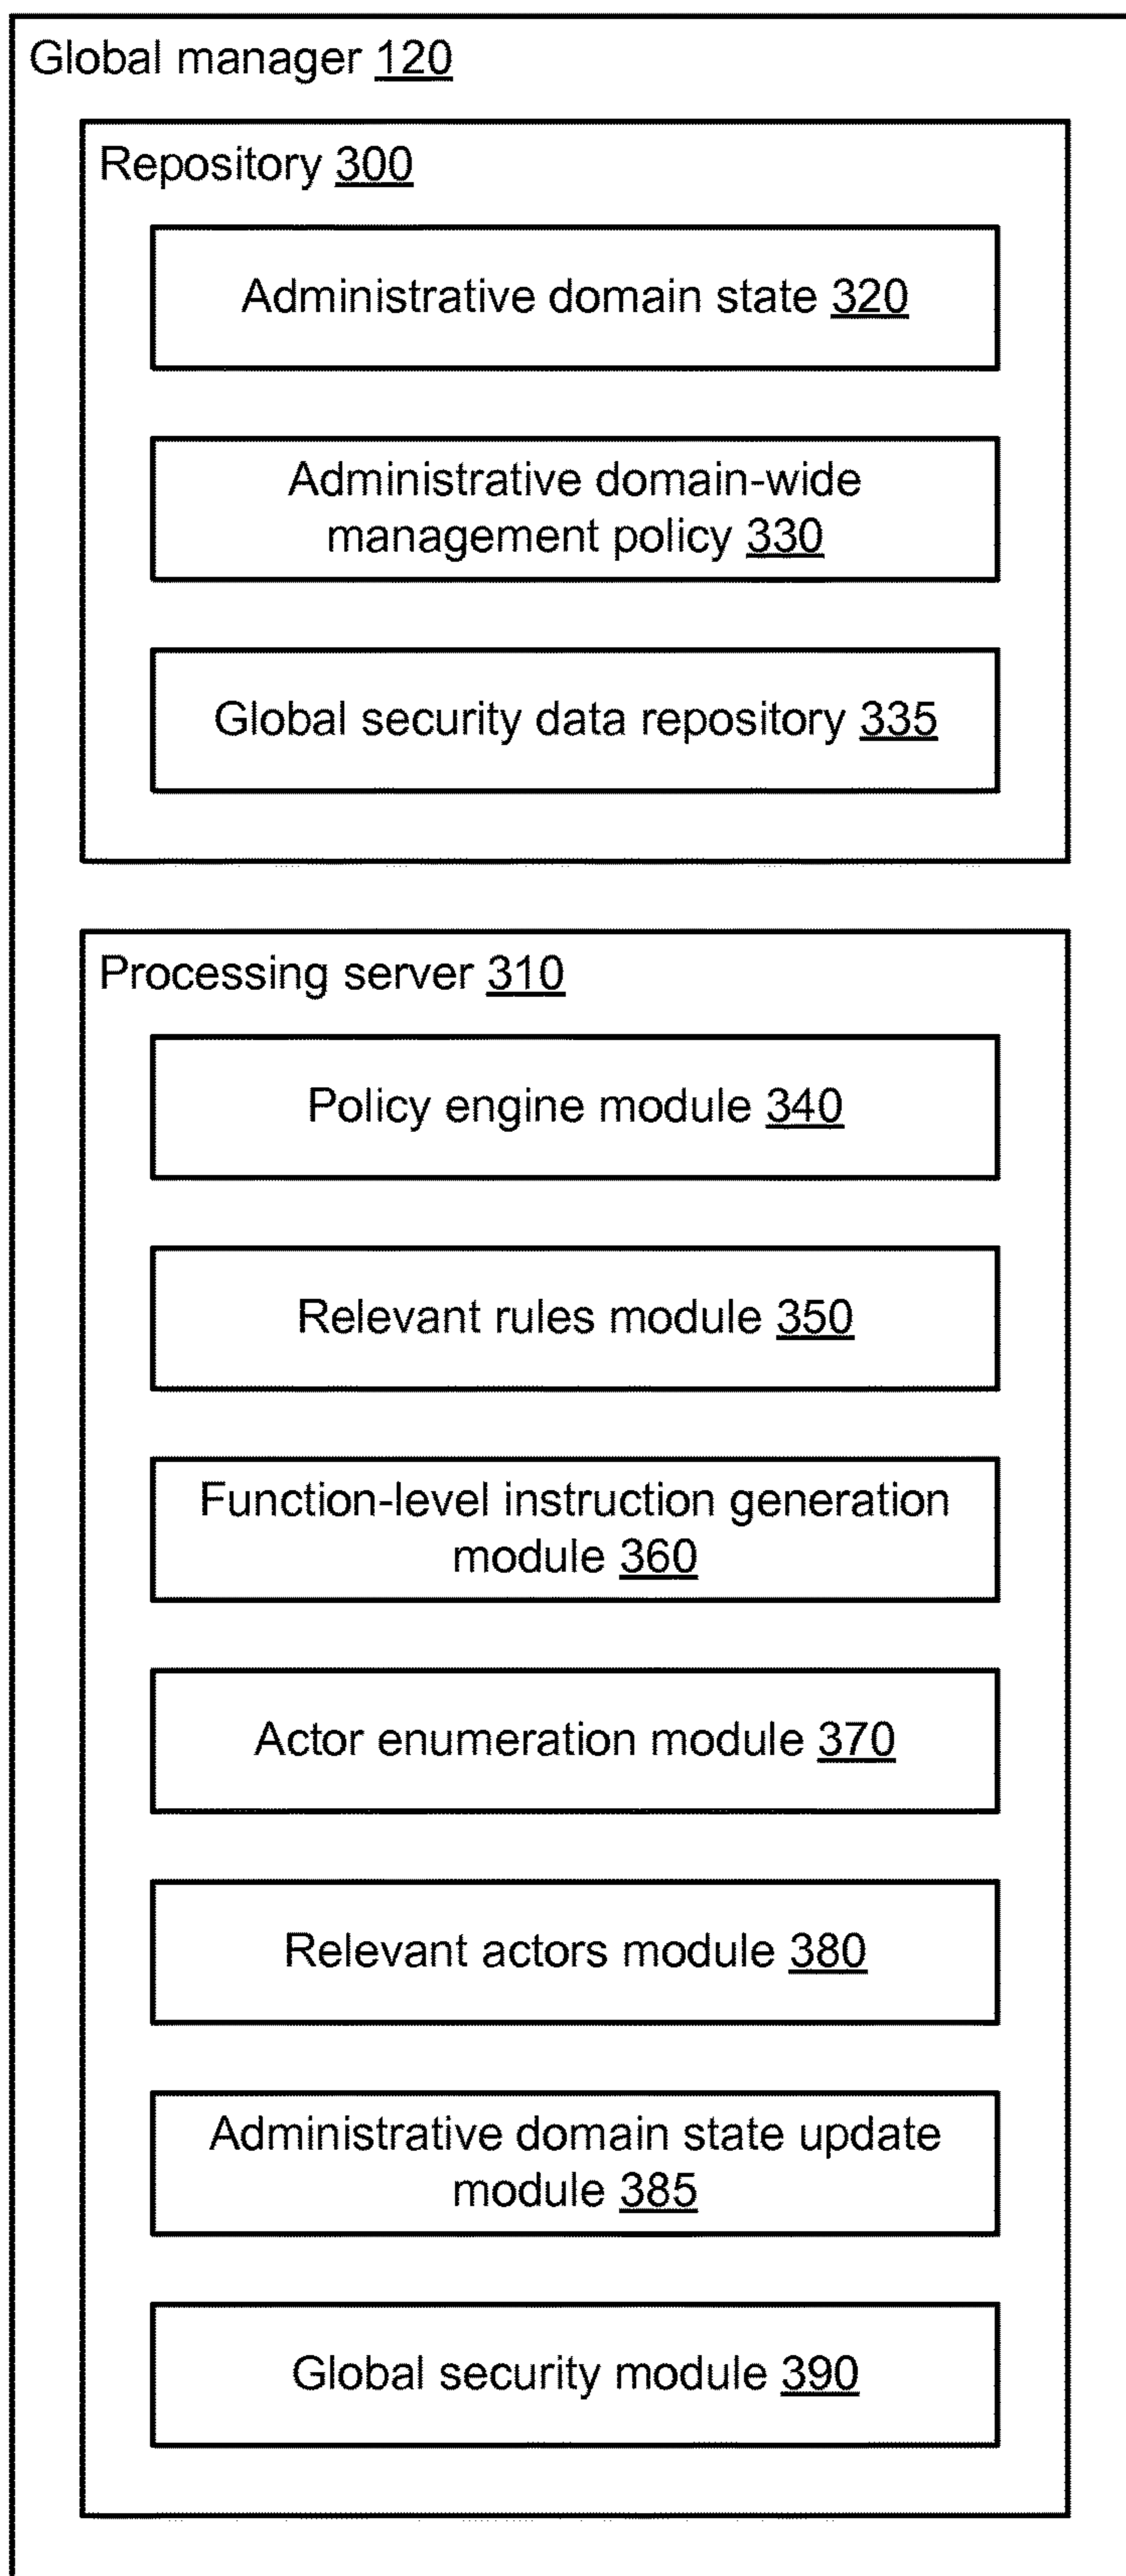 Global manager 120
Repository 300
Administrative domain state 320
Administrative domain-wide
management policy 330
Global security data repository 335
Processing server 310
Policy engine module 340
Relevant rules module 350
Function-level instruction generation
module 360
Actor enumeration module 370
Relevant actors module 380
Administrative domain state update
module 385
Global security module 390